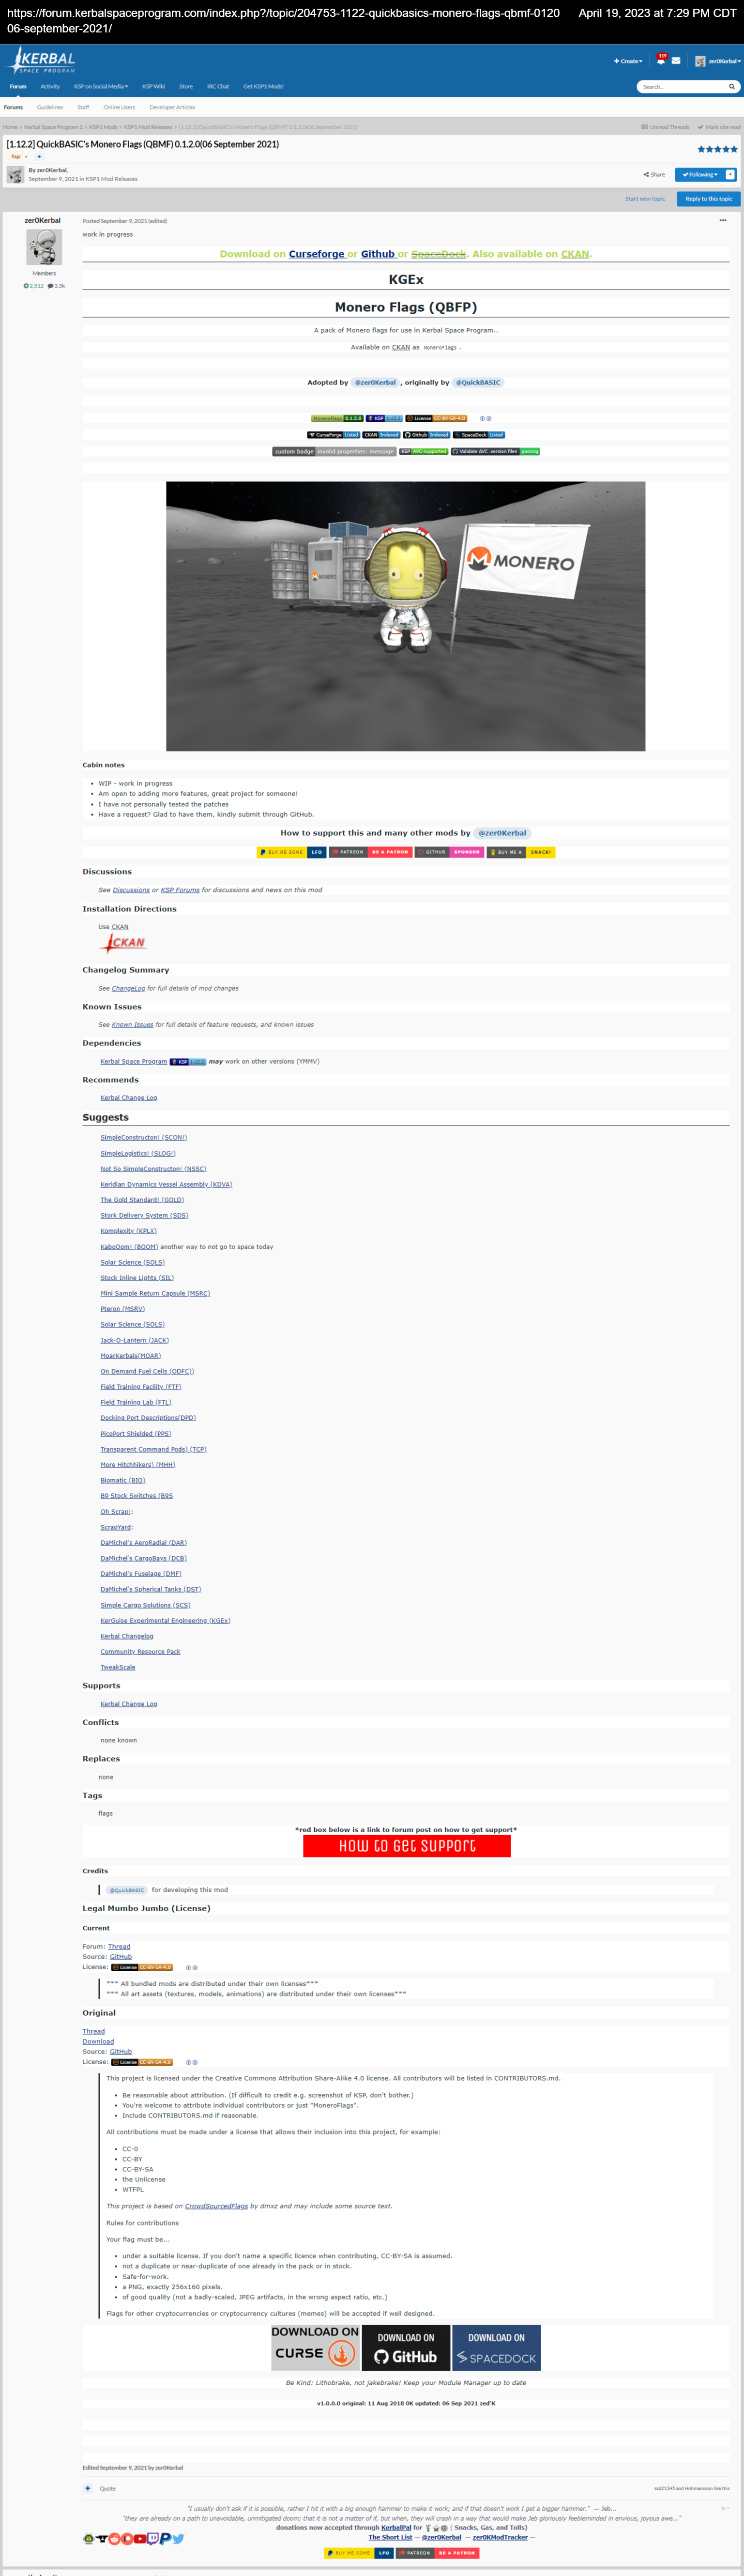 https://forum.kerbalspaceprogram.com/index.php?/topic/204753-1122-quickbasics-monero-flags-qbmf-0120 April 19, 2023 at 7:29 PM CDT
06-september-2021/
KERBAL
SPACE PROGRAM
Create 119 zer0Kerbal
Forum Activity KSP on Social Media KSP Wiki Store IRC Chat Get KSP1 Mods! Search...
Forums Guidelines Staff Online Users Developer Articles
Home > Kerbal Space Program 1 > KSP1 Mods > KSP1 Mod Releases > [1.12.2] QuickBASIC's Monero Flags (QBMF) 0.1.2.0(06 September 2021) Unread Threads Mark site read
[1.12.2] QuickBASIC's Monero Flags (QBMF) 0.1.2.0(06 September 2021)
flags
By zer0Kerbal,
September 9, 2021 in KSP1 Mod Releases
Share Following 4
Start new topic Reply to this topic
zer0Kerbal
Members
2,512 3.5k
Posted September 9, 2021 (edited)
work in progress
Download on Curseforge or Github or SpaceDock. Also available on CKAN.
KGEx
Monero Flags (QBFP)
A pack of Monero flags for use in Kerbal Space Program..
Available on CKAN as MoneroFlags .
Adopted by @zer0Kerbal , originally by @QuickBASIC
MoneroFlags 0.1.2.0 KSP 1.12.2 License CC-BY-SA-4.0
CurseForge Listed CKAN Indexed Github Indexed SpaceDock Listed
custom badge invalid properties: message KSP AVC-supported Validate AVC .version files passing
MONERO
MONERO
Cabin notes
• WIP - work in progress
• Am open to adding more features, great project for someone!
• I have not personally tested the patches
• Have a request? Glad to have them, kindly submit through GitHub.
How to support this and many other mods by @zer0Kerbal
BUY ME SOME LFO PATREON BE A PATRON GITHUB SPONSOR BUY ME A SNACK!
Discussions
See Discussions or KSP Forums for discussions and news on this mod
Installation Directions
Use CKAN
CKAN
Changelog Summary
See ChangeLog for full details of mod changes
Known Issues
See Known Issues for full details of feature requests, and known issues
Dependencies
Kerbal Space Program KSP 1.12.2 may work on other versions (YMMV)
Recommends
Kerbal Change Log
Suggests
SimpleConstructon! (SCON!)
SimpleLogistics! (SLOG!)
Not So SimpleConstructon! (NSSC)
Keridian Dynamics Vessel Assembly (KDVA)
The Gold Standard! (GOLD)
Stork Delivery System (SDS)
Komplexity (KPLX)
KaboOom! (BOOM) another way to not go to space today
Solar Science (SOLS)
Stock Inline Lights (SIL)
Mini Sample Return Capsule (MSRC)
Pteron (MSRV)
Solar Science (SOLS)
Jack-O-Lantern (JACK)
MoarKerbals(MOAR)
On Demand Fuel Cells (ODFC))
Field Training Facility (FTF)
Field Training Lab (FTL)
Docking Port Descriptions(DPD)
PicoPort Shielded (PPS)
Transparent Command Pods) (TCP)
More Hitchhikers) (MHH)
Biomatic (BIO)
B9 Stock Switches (B9S
Oh Scrap!:
ScrapYard:
DaMichel's AeroRadial (DAR)
DaMichel's CargoBays (DCB)
DaMichel's Fuselage (DMF)
DaMichel's Spherical Tanks (DST)
Simple Cargo Solutions (SCS)
KerGuise Experimental Engineering (KGEx)
Kerbal Changelog
Community Resource Pack
TweakScale
Supports
Kerbal Change Log
Conflicts
none known
Replaces
none
Tags
flags
*red box below is a link to forum post on how to get support*
How to Get Support
Credits
@QuickBASIC for developing this mod
Legal Mumbo Jumbo (License)
Current
Forum: Thread
Source: GitHub
License: License CC-BY-SA-4.0
*** All bundled mods are distributed under their own licenses***
*** All art assets (textures, models, animations) are distributed under their own licenses***
Original
Thread
Download
Source: GitHub
License: License CC-BY-SA-4.0
This project is licensed under the Creative Commons Attribution Share-Alike 4.0 license. All contributors will be listed in CONTRIBUTORS.md.
• Be reasonable about attribution. (If difficult to credit e.g. screenshot of KSP, don't bother.)
• You're welcome to attribute individual contributors or just "MoneroFlags".
• Include CONTRIBUTORS.md if reasonable.
All contributions must be made under a license that allows their inclusion into this project, for example:
• CC-0
• CC-BY
• CC-BY-SA
• the Unlicense
• WTFPL
This project is based on CrowdSourcedFlags by dmxz and may include some source text.
Rules for contributions
Your flag must be...
• under a suitable license. If you don't name a specific licence when contributing, CC-BY-SA is assumed.
• not a duplicate or near-duplicate of one already in the pack or in stock.
• Safe-for-work.
• a PNG, exactly 256x160 pixels.
• of good quality (not a badly-scaled, JPEG artifacts, in the wrong aspect ratio, etc.)
Flags for other cryptocurrencies or cryptocurrency cultures (memes) will be accepted if well designed.
DOWNLOAD ON CURSE DOWNLOAD ON GitHub DOWNLOAD ON SPACEDOCK
Be Kind: Lithobrake, not jakebrake! Keep your Module Manager up to date
v1.0.0.0 original: 11 Aug 2018 0K updated: 06 Sep 2021 zed'K
Edited September 9, 2021 by zer0Kerbal
Quote
ssd21345 and Hohmannson like this
"I usually don't ask if it is possible, rather I hit it with a big enough hammer to make it work; and if that doesn't work I get a bigger hammer." — Jeb...
"they are already on a path to unavoidable, unmitigated doom; that it is not a matter of if, but when, they will crash in a way that would make Jeb gloriously feebleminded in envious, joyous awe..."
donations now accepted through KerbalPal for ( Snacks, Gas, and Tolls)
The Short List — @zer0Kerbal — zer0KModTracker —
BUY ME SOME LFO PATREON BE A PATRON